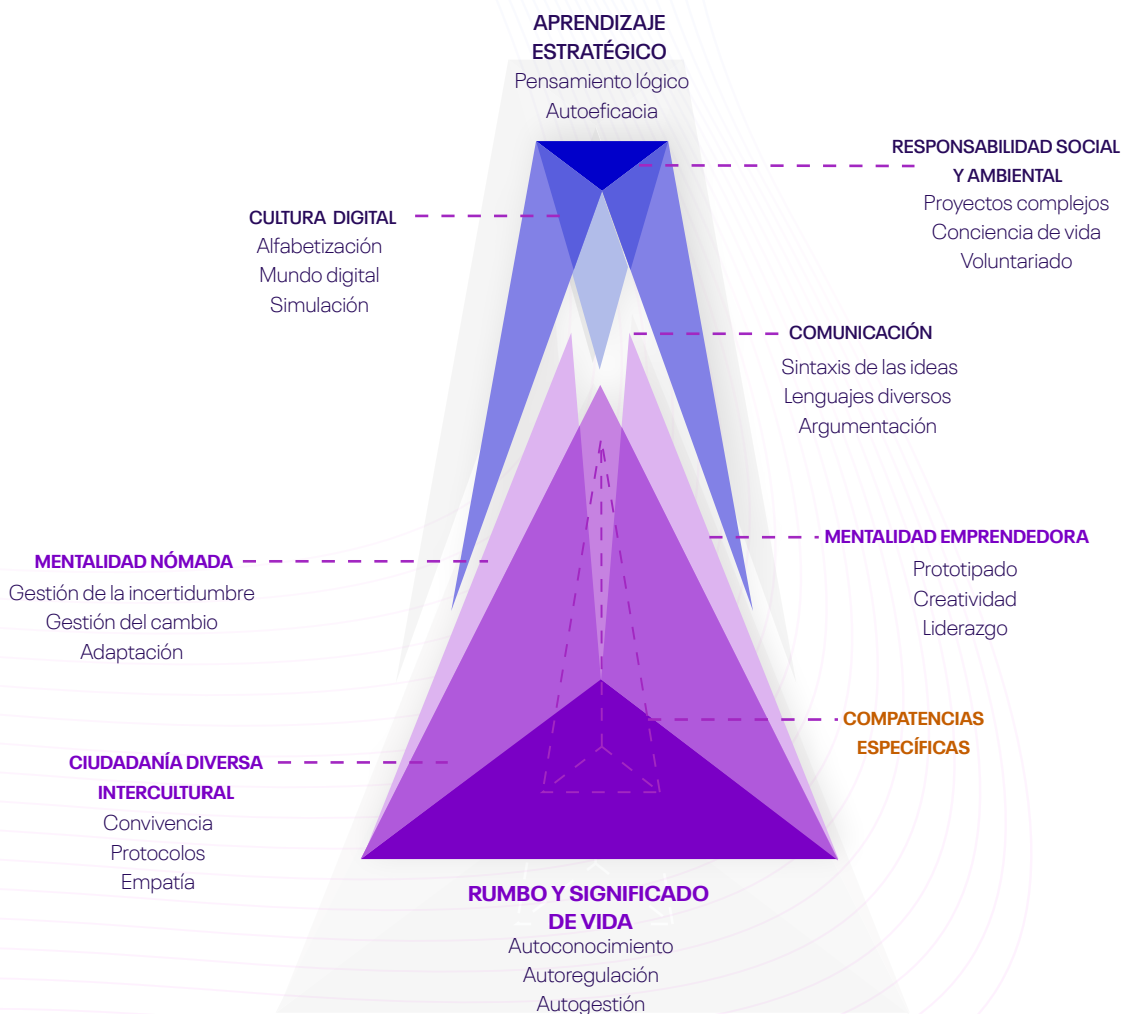 APRENDIZAJE
ESTRATÉGICO
Pensamiento lógico
Autoeficacia
RESPONSABILIDAD SOCIAL
Y AMBIENTAL
Proyectos complejos
Conciencia de vida
Voluntariado
CULTURA DIGITAL
Alfabetización
Mundo digital
Simulación
COMUNICACIÓN
Sintaxis de las ideas
Lenguajes diversos
Argumentación
MENTALIDAD NÓMADA
Gestión de la incertidumbre
Gestión del cambio
Adaptación
MENTALIDAD EMPRENDEDORA
Prototipado
Creatividad
Liderazgo
COMPATENCIAS
ESPECÍFICAS
CIUDADANÍA DIVERSA
INTERCULTURAL
Convivencia
Protocolos
Empatía
RUMBO Y SIGNIFICADO
DE VIDA
Autoconocimiento
Autoregulación
Autogestión